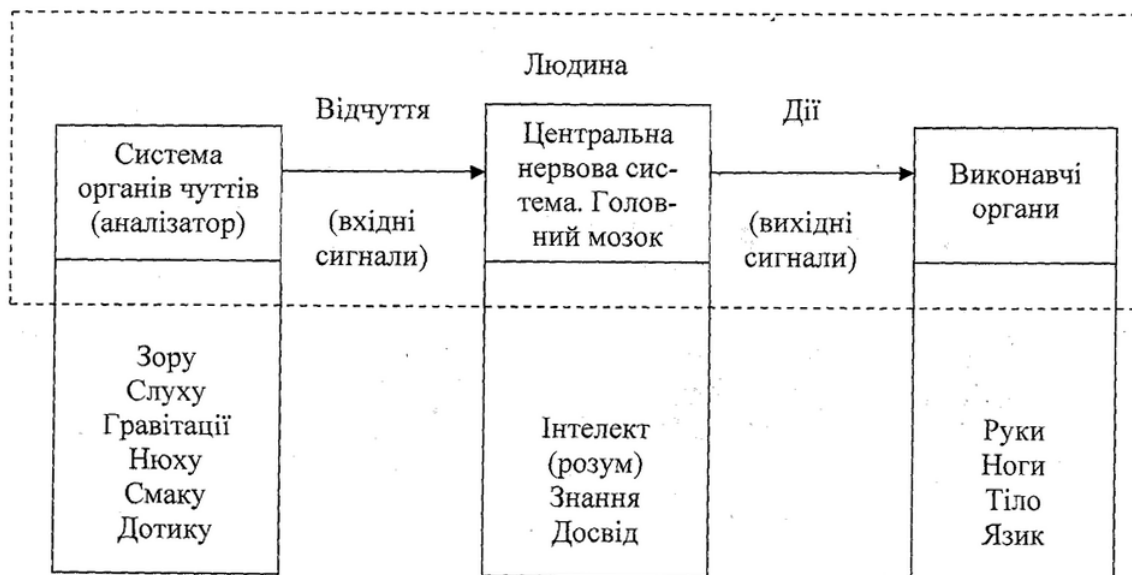 Людина
Відчуття
Дії
Система
органів чуттів
(аналізатор)
(вхідні
сигнали)
Центральна
нервова сис-
тема. Голов-
ний мозок
(вихідні
сигнали)
Виконавчі
органи
Зору
Слуху
Гравітації
Нюху
Смаку
Дотику
Інтелект
(розум)
Знання
Досвід
Руки
Ноги
Тіло
Язик